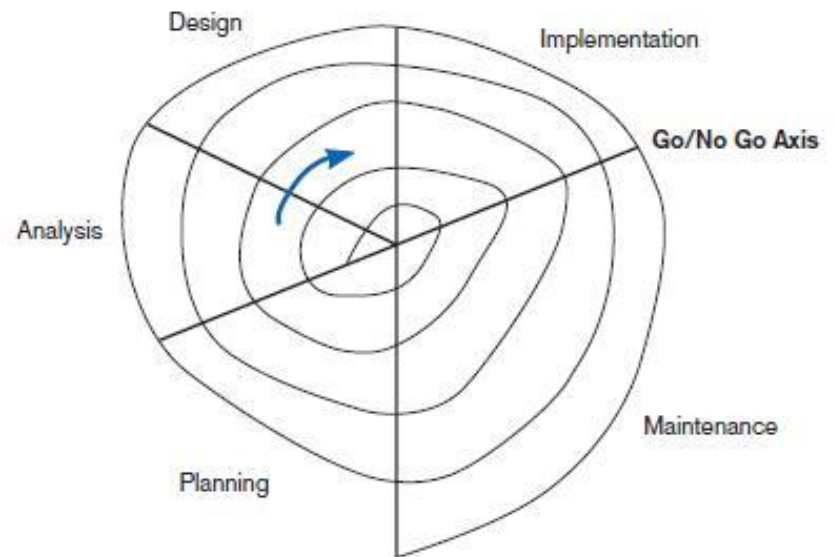 Design
Implementation
Go/No Go Axis
Analysis
Maintenance
Planning